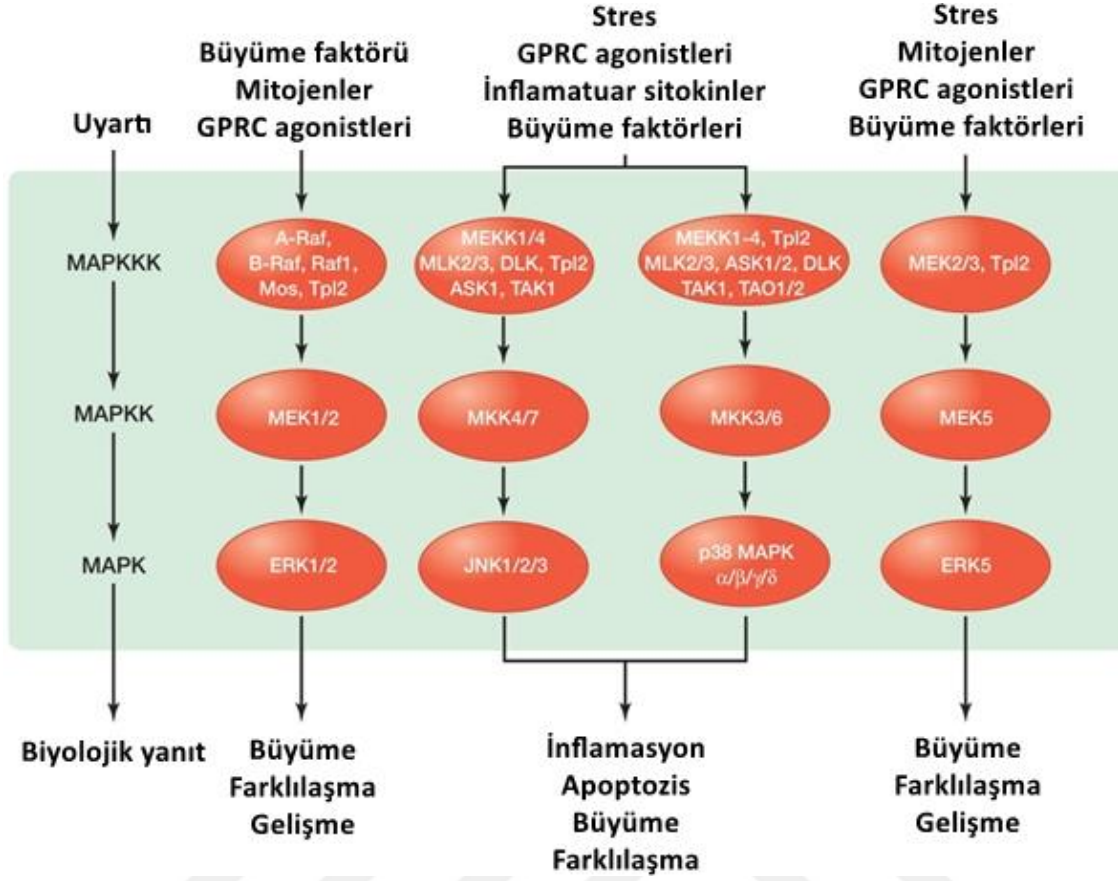 Uyartı
Büyüme faktörü
Mitojenler
GPRC agonistleri
Stres
GPRC agonistleri
İnflamatuar sitokinler
Büyüme faktörleri
Stres
Mitojenler
GPRC agonistleri
Büyüme faktörleri
MAPKKK
A-Raf,
B-Raf, Raf1,
Mos, Tpl2
MEKK1/4
MLK2/3, DLK, Tpl2
ASK1, TAK1
MEKK1-4, Tpl2
MLK2/3, ASK1/2, DLK
TAK1, TAO1/2
MEK2/3, Tpl2
MAPKK
MEK1/2
MKK4/7
MKK3/6
MEK5
MAPK
ERK1/2
JNK1/2/3
p38 MAPK
α/β/γ/δ
ERK5
Biyolojik yanıt
Büyüme
Farklılaşma
Gelişme
İnflamasyon
Apoptozis
Büyüme
Farklılaşma
Büyüme
Farklılaşma
Gelişme